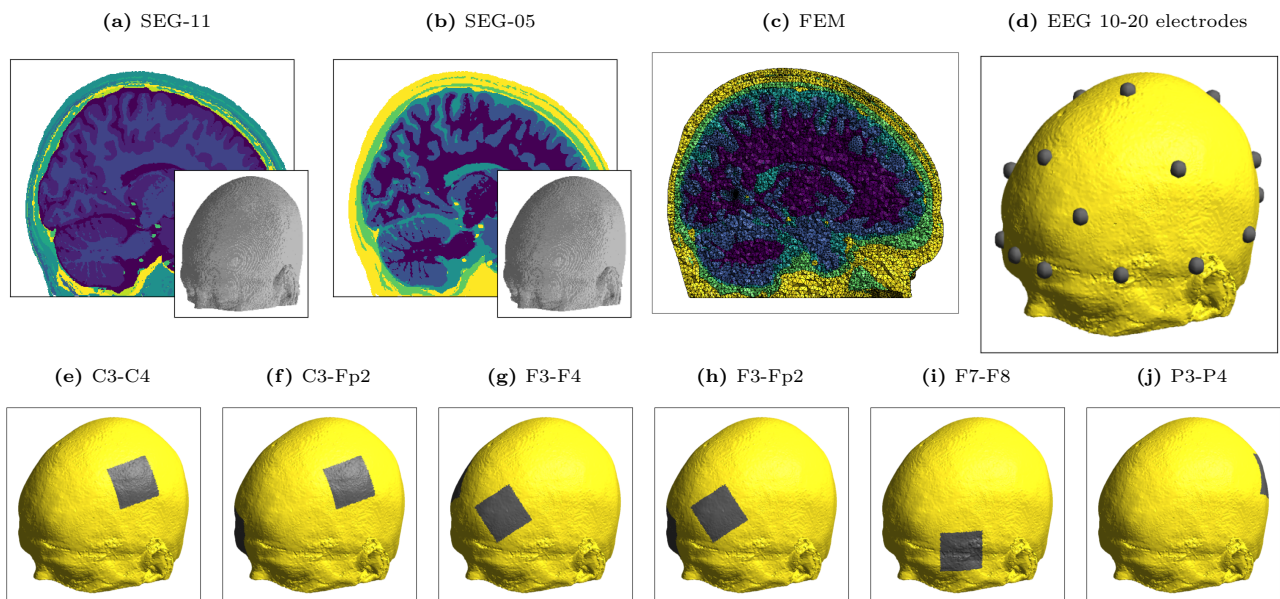 (a) SEG-11
(b) SEG-05
(c) FEM
(d) EEG 10-20 electrodes
(e) C3-C4
(f) C3-Fp2
(g) F3-F4
(h) F3-Fp2
(i) F7-F8
(j) P3-P4